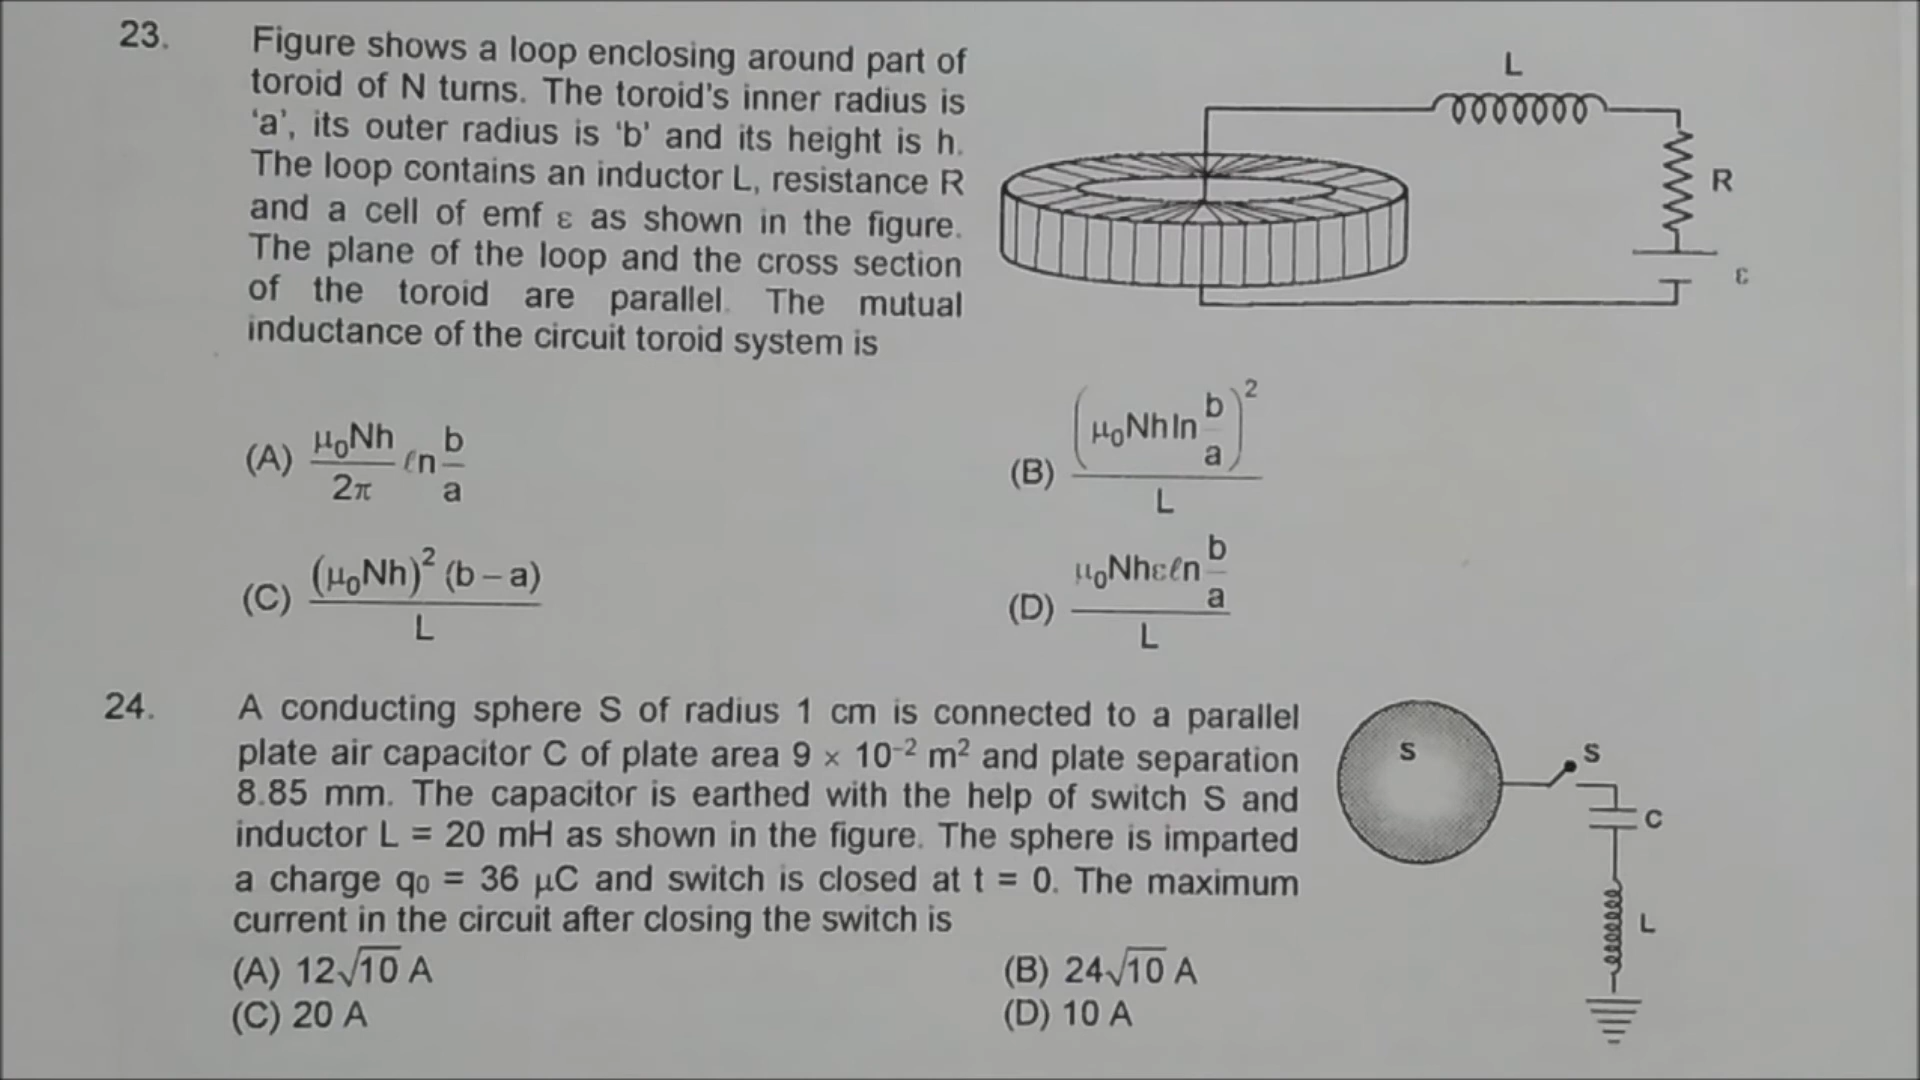 23.
Figure shows a loop enclosing around part of
toroid of N turns. The toroid's inner radius is
'a', its outer radius is 'b' and its height is h.
The loop contains an inductor L, resistance R
and a cell of emf ε as shown in the figure.
The plane of the loop and the cross section
of the toroid are parallel. The mutual
inductance of the circuit toroid system is
L
R
ε
(A) μ₀Nh/2π ℓn b/a
(B) (μ₀Nhln b/a)²/L
(C) (μ₀Nh)² (b – a)/L
(D) μ₀Nhεℓn b/a/L
24.
A conducting sphere S of radius 1 cm is connected to a parallel
plate air capacitor C of plate area 9 × 10⁻² m² and plate separation
8.85 mm. The capacitor is earthed with the help of switch S and
inductor L = 20 mH as shown in the figure. The sphere is imparted
a charge q₀ = 36 μC and switch is closed at t = 0. The maximum
current in the circuit after closing the switch is
(A) 12√10 A
(B) 24√10 A
(C) 20 A
(D) 10 A
S
S
C
L